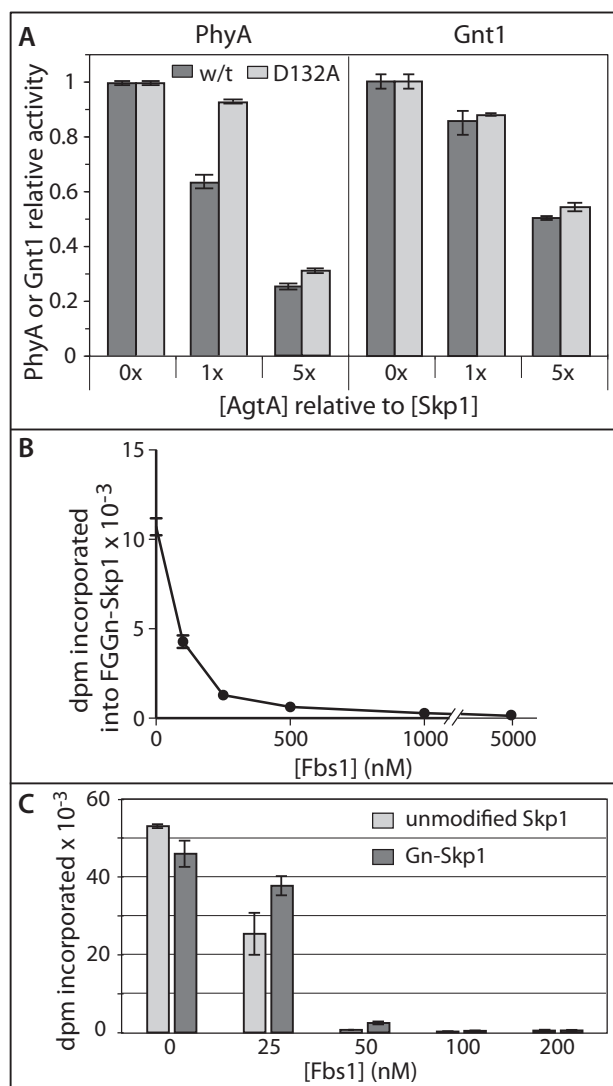 A
PhyA Gnt1
w/t D132A
PhyA or Gnt1 relative activity
1
0.8
0.6
0.4
0.2
0
0x 1x 5x 0x 1x 5x
[AgtA] relative to [Skp1]
B
dpm incorporated
into FGGn-Skp1 x 10-3
15
10
5
0
0 500 1000 5000
[Fbs1] (nM)
C
dpm incorporated x 10-3
60
40
20
0
unmodified Skp1
Gn-Skp1
0 25 50 100 200
[Fbs1] (nM)